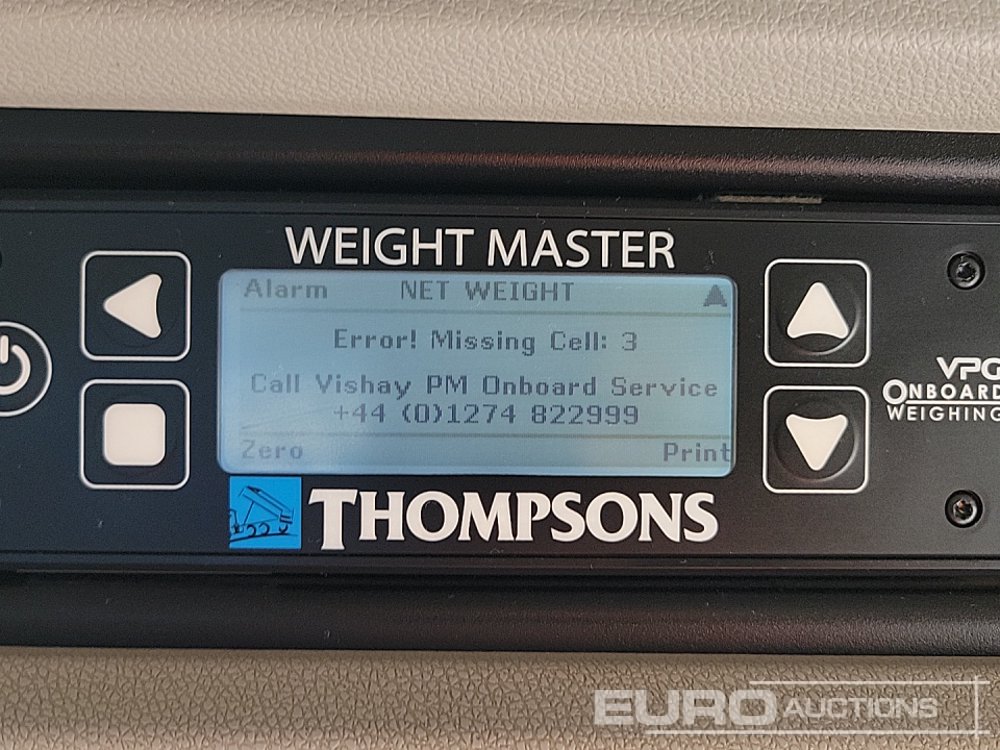 WEIGHT MASTER
Alarm NET WEIGHT
Error! Missing Cell: 3
Call Vishay PM Onboard Service
+44 (0)1274 822999
Zero Print
THOMPSONS
VPG
ONBOARD
WEIGHING
EURO AUCTIONS